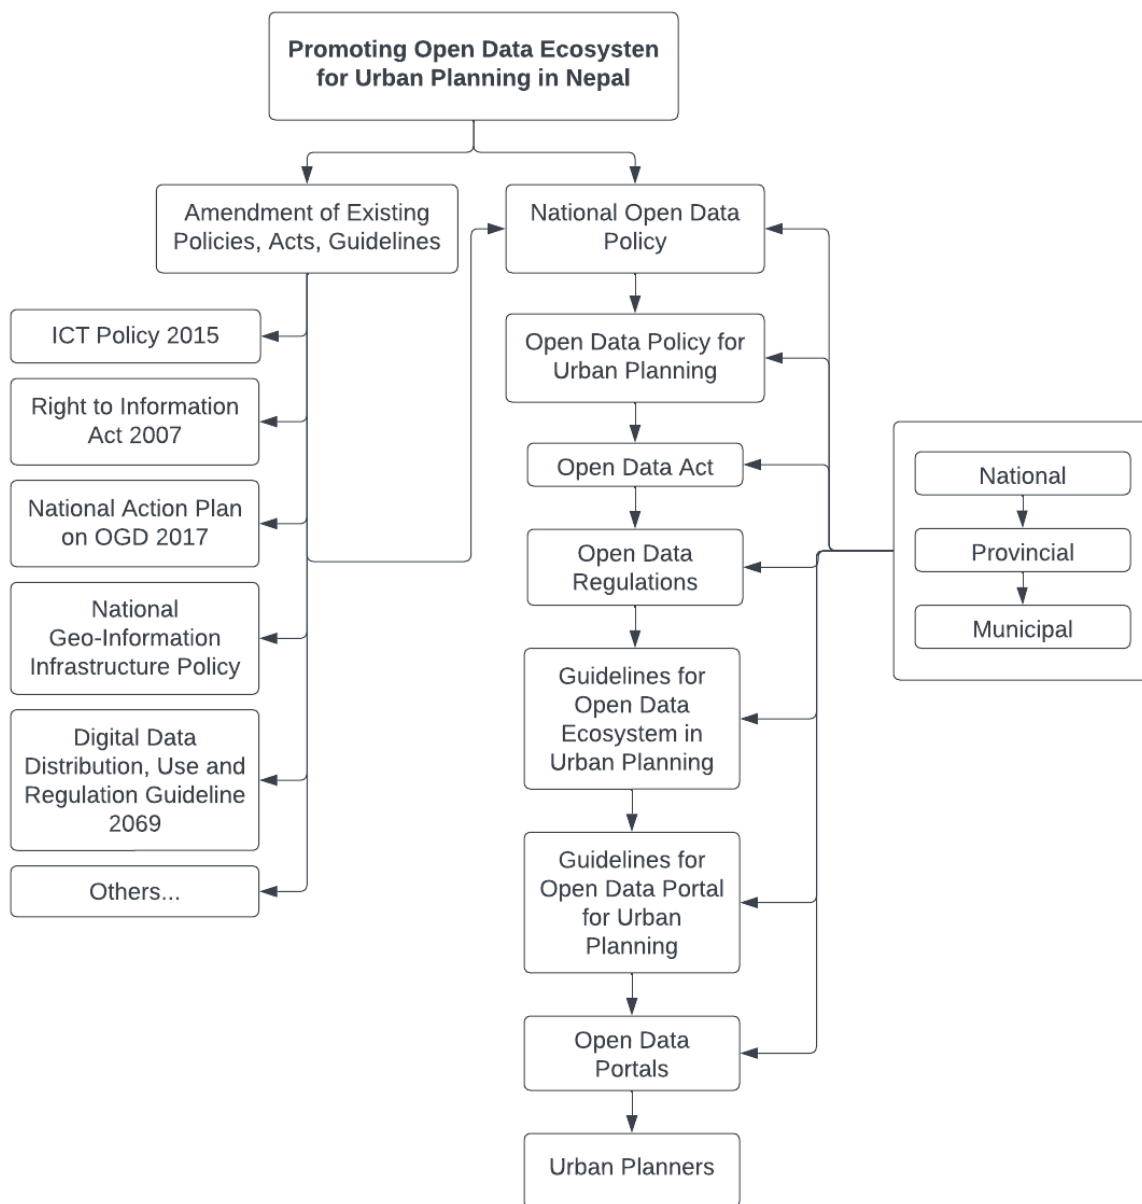 Promoting Open Data Ecosysten
for Urban Planning in Nepal
Amendment of Existing
Policies, Acts, Guidelines
ICT Policy 2015
Right to Information
Act 2007
National Action Plan
on OGD 2017
National
Geo-Information
Infrastructure Policy
Digital Data
Distribution, Use and
Regulation Guideline
2069
Others...
National Open Data
Policy
Open Data Policy for
Urban Planning
Open Data Act
Open Data
Regulations
Guidelines for
Open Data
Ecosystem in
Urban Planning
Guidelines for
Open Data Portal
for Urban
Planning
Open Data
Portals
Urban Planners
National
Provincial
Municipal